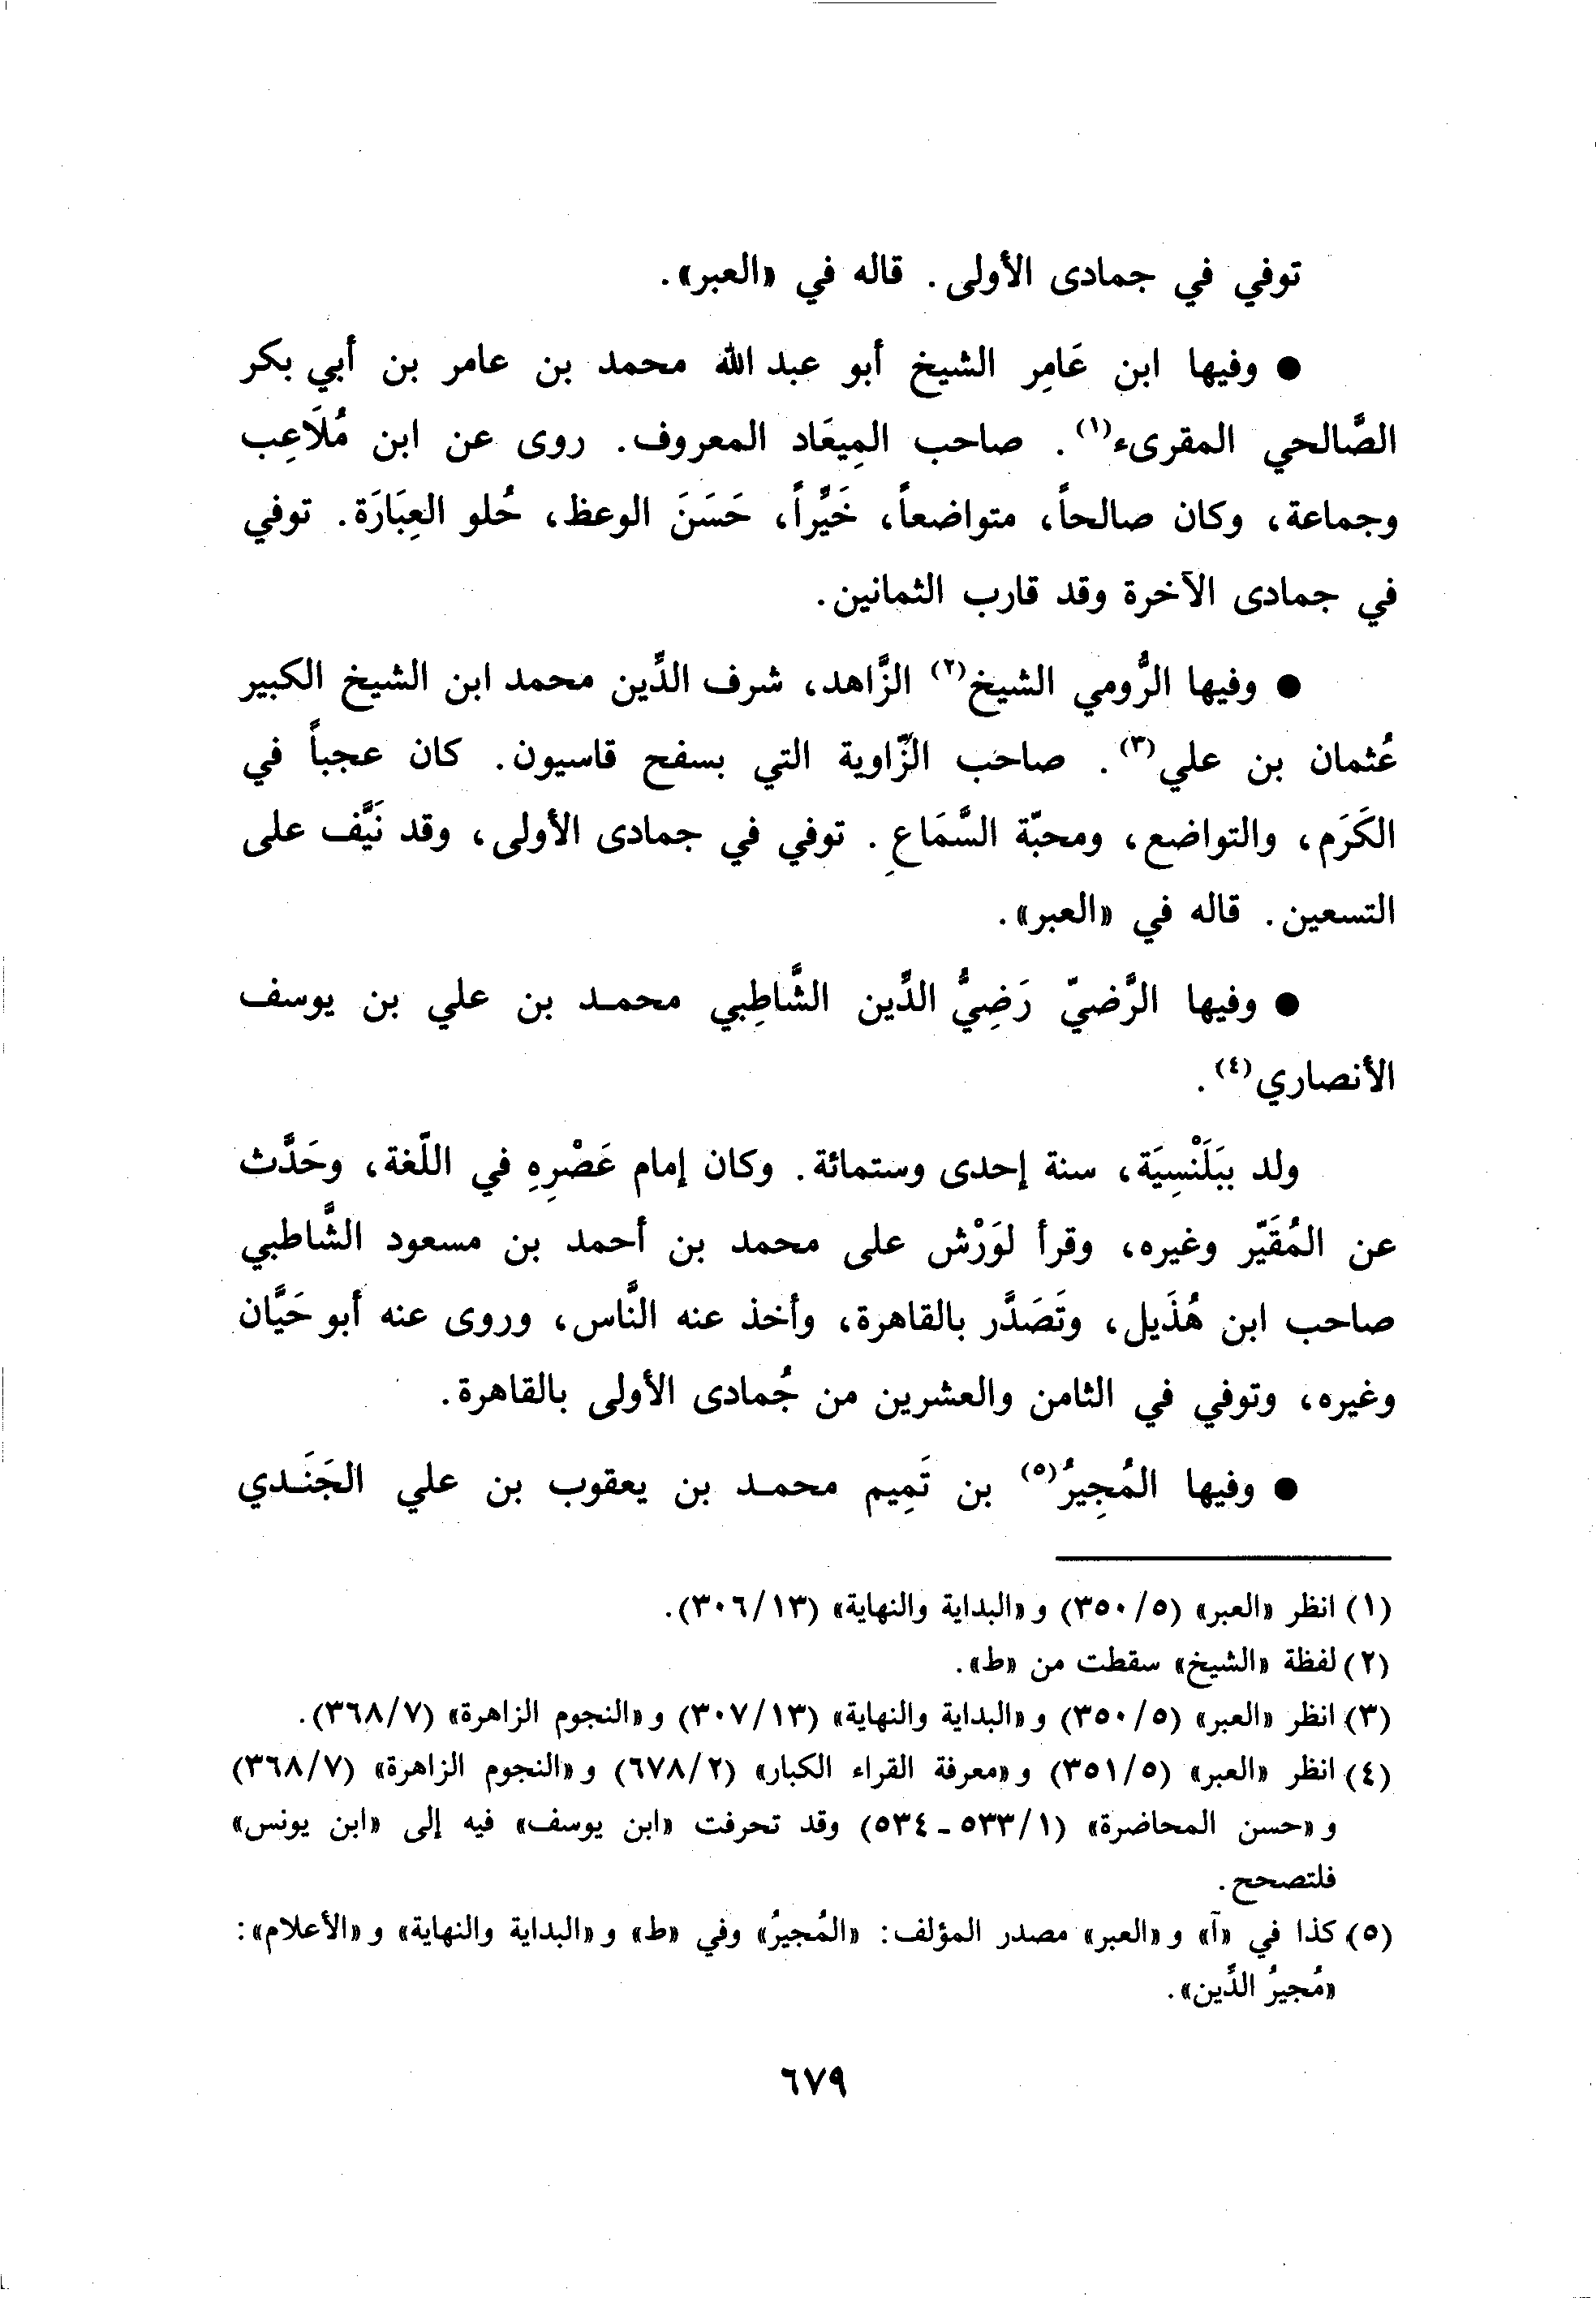 توفي في جمادى الأولى. قاله في «العبر».
● وفيها ابن عَامِر الشيخ أبو عبد الله محمد بن عامر بن أبي بكر
الصَّالحي المقرىء(١). صاحب المِيعَاد المعروف. روى عن ابن مُلَاعِب
وجماعة، وكان صالحاً، متواضعاً، خَيِّراً، حَسَنَ الوعظ، حُلو العِبَارَة. توفي
في جمادى الآخرة وقد قارب الثمانين.
● وفيها الرُّومي الشيخ(٢) الزَّاهد، شرف الدِّين محمد ابن الشيخ الكبير
عُثمان بن علي(٣). صاحب الزَّاوية التي بسفح قاسيون. كان عجباً في
الكَرَم، والتواضع، ومحبّة السَّمَاعِ. توفي في جمادى الأولى، وقد نَيَّف على
التسعين. قاله في «العبر».
● وفيها الرَّضيّ رَضِيُّ الدِّين الشَّاطِبي محمد بن علي بن يوسف
الأنصاري(٤).
ولد ببَلَنْسِيَة، سنة إحدى وستمائة. وكان إمام عَصْرِهِ في اللّغة، وحَدَّث
عن المُقَيّر وغيره، وقرأ لوَرْش على محمد بن أحمد بن مسعود الشَّاطبي
صاحب ابن هُذَيل، وتَصَدَّر بالقاهرة، وأخذ عنه النَّاس، وروى عنه أبو حَيَّان
وغيره، وتوفي في الثامن والعشرين من جُمادى الأولى بالقاهرة.
● وفيها المُجِيرُ(٥) بن تَمِيم محمد بن يعقوب بن علي الجَنَدي
(١) انظر «العبر» (٣٥٠/٥) و«البداية والنهاية» (٣٠٦/١٣).
(٢) لفظة «الشيخ» سقطت من «ط».
(٣) انظر «العبر» (٣٥٠/٥) و«البداية والنهاية» (٣٠٧/١٣) و«النجوم الزاهرة» (٣٦٨/٧).
(٤) انظر «العبر» (٣٥١/٥) و«معرفة القراء الكبار» (٦٧٨/٢) و«النجوم الزاهرة» (٣٦٨/٧)
و«حسن المحاضرة» (٥٣٣/١ - ٥٣٤) وقد تحرفت «ابن يوسف» فيه إلى «ابن يونس»
فلتصحح.
(٥) كذا في «آ» و«العبر» مصدر المؤلف: «المُجيرُ» وفي «ط» و«البداية والنهاية» و«الأعلام»:
«مُجيرُ الدِّين».
٦٧٩